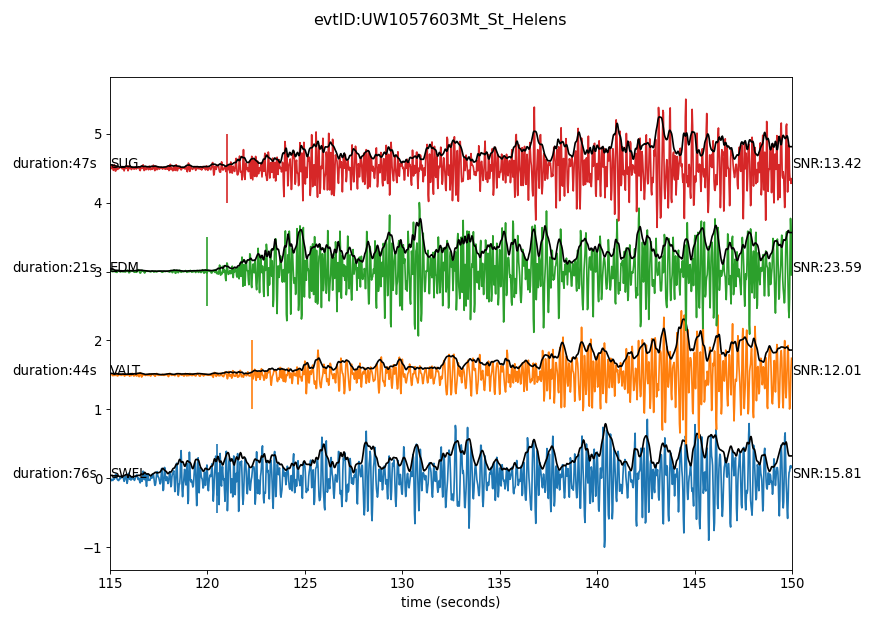 evtID:UW1057603Mt_St_Helens
5
duration:47s SUG SNR:13.42
4
duration:21s EDM SNR:23.59
3
2
duration:44s VALT SNR:12.01
1
duration:76s SWFL SNR:15.81
0
−1
115 120 125 130 135 140 145 150
time (seconds)